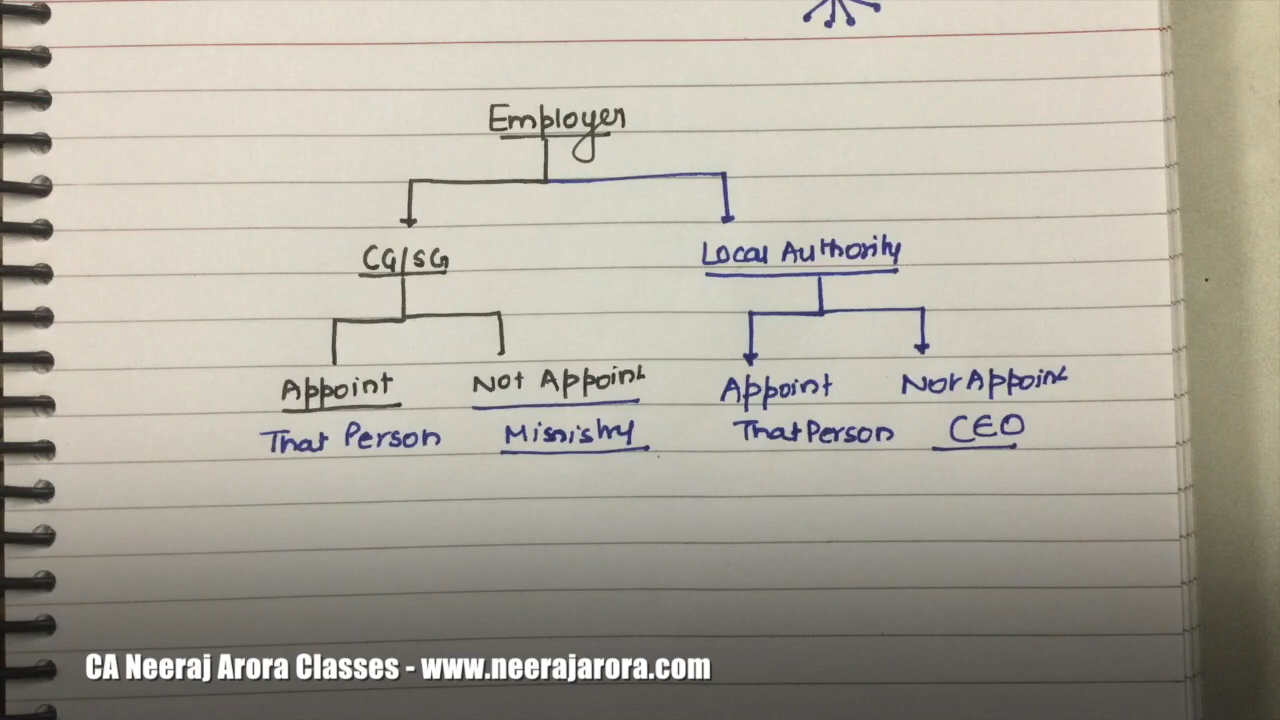 Employer
CG/SG
Local Authority
Appoint
Not Appoint
Appoint
Not Appoint
That Person
Misnistry
That Person
CEO
CA Neeraj Arora Classes - www.neerajarora.com